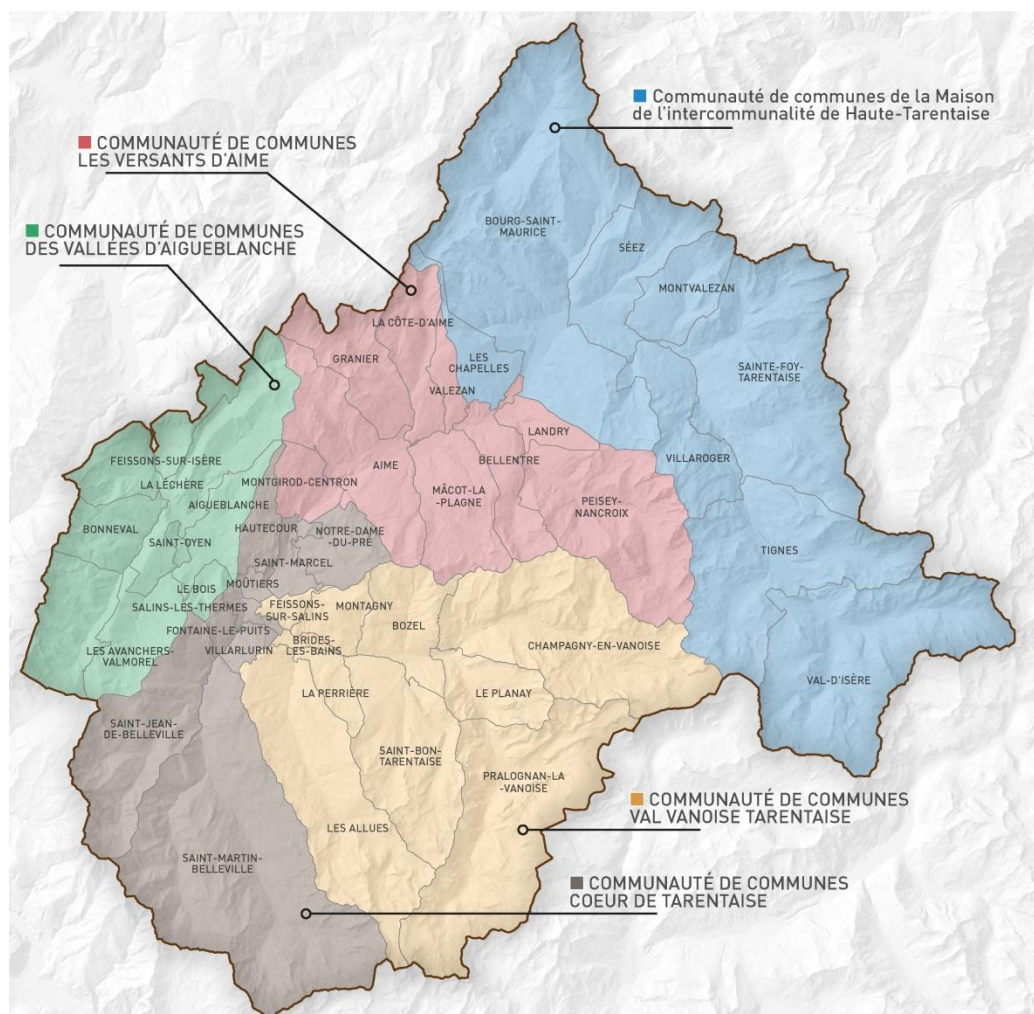 Communauté de communes de la Maison
de l'intercommunalité de Haute-Tarentaise
COMMUNAUTÉ DE COMMUNES
LES VERSANTS D'AIME
COMMUNAUTÉ DE COMMUNES
DES VALLÉES D'AIGUEBLANCHE
BOURG-SAINT-
MAURICE
SÉEZ
MONTVALEZAN
LA CÔTE-D'AIME
GRANIER
LES
CHAPELLES
SAINTE-FOY-
TARENTAISE
VALEZAN
LANDRY
BELLENTRE
VILLAROGER
FEISSONS-SUR-ISÈRE
AIME
LA LÉCHÈRE
MONTGIROD-CENTRON
MÂCOT-LA
-PLAGNE
PEISEY-
NANCROIX
AIGUEBLANCHE
BONNEVAL
HAUTECOUR
NOTRE-DAME
-DU-PRÉ
SAINT-OYEN
TIGNES
SAINT-MARCEL
LE BOIS
MOÛTIERS
SALINS-LES-THERMES
FEISSONS-
SUR-SALINS
MONTAGNY
BOZEL
FONTAINE-LE-PUITS
BRIDES-
LES-BAINS
CHAMPAGNY-EN-VANOISE
LES AVANCHERS-
VALMOREL
VILLARLURIN
VAL-D'ISÈRE
LA PERRIÈRE
LE PLANAY
SAINT-JEAN-
DE-BELLEVILLE
SAINT-BON-
TARENTAISE
PRALOGNAN-LA
-VANOISE
COMMUNAUTÉ DE COMMUNES
VAL VANOISE TARENTAISE
LES ALLUES
SAINT-MARTIN-
BELLEVILLE
COMMUNAUTÉ DE COMMUNES
COEUR DE TARENTAISE